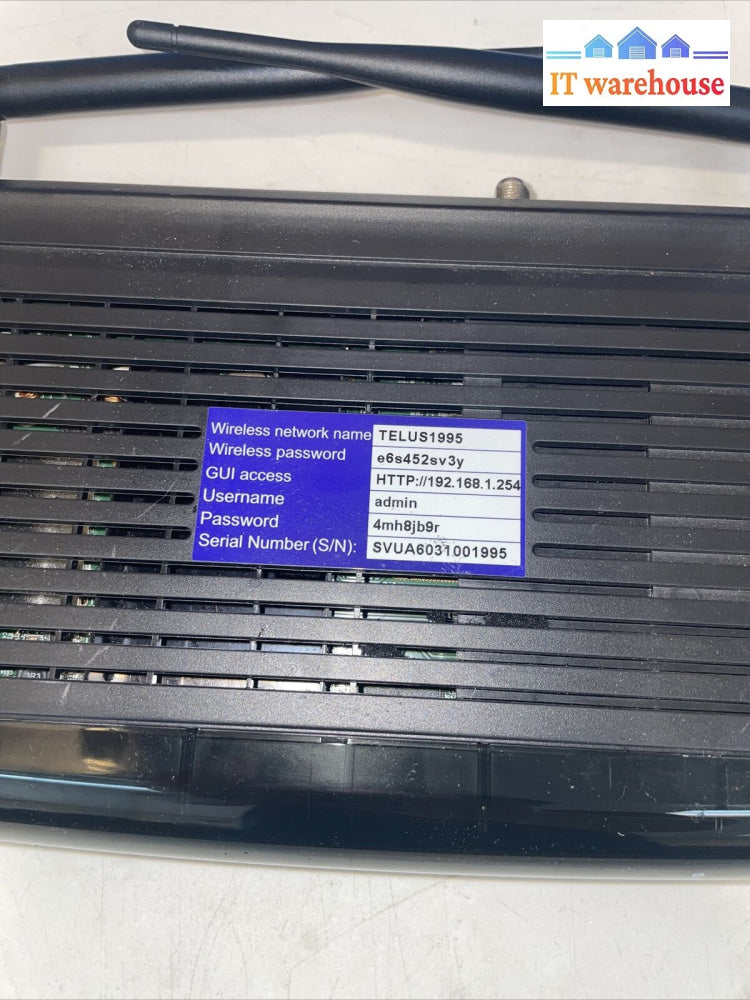 IT warehouse
Wireless network name TELUS1995
Wireless password e6s452sv3y
GUI access HTTP://192.168.1.254
Username admin
Password 4mh8jb9r
Serial Number (S/N): SVUA6031001995